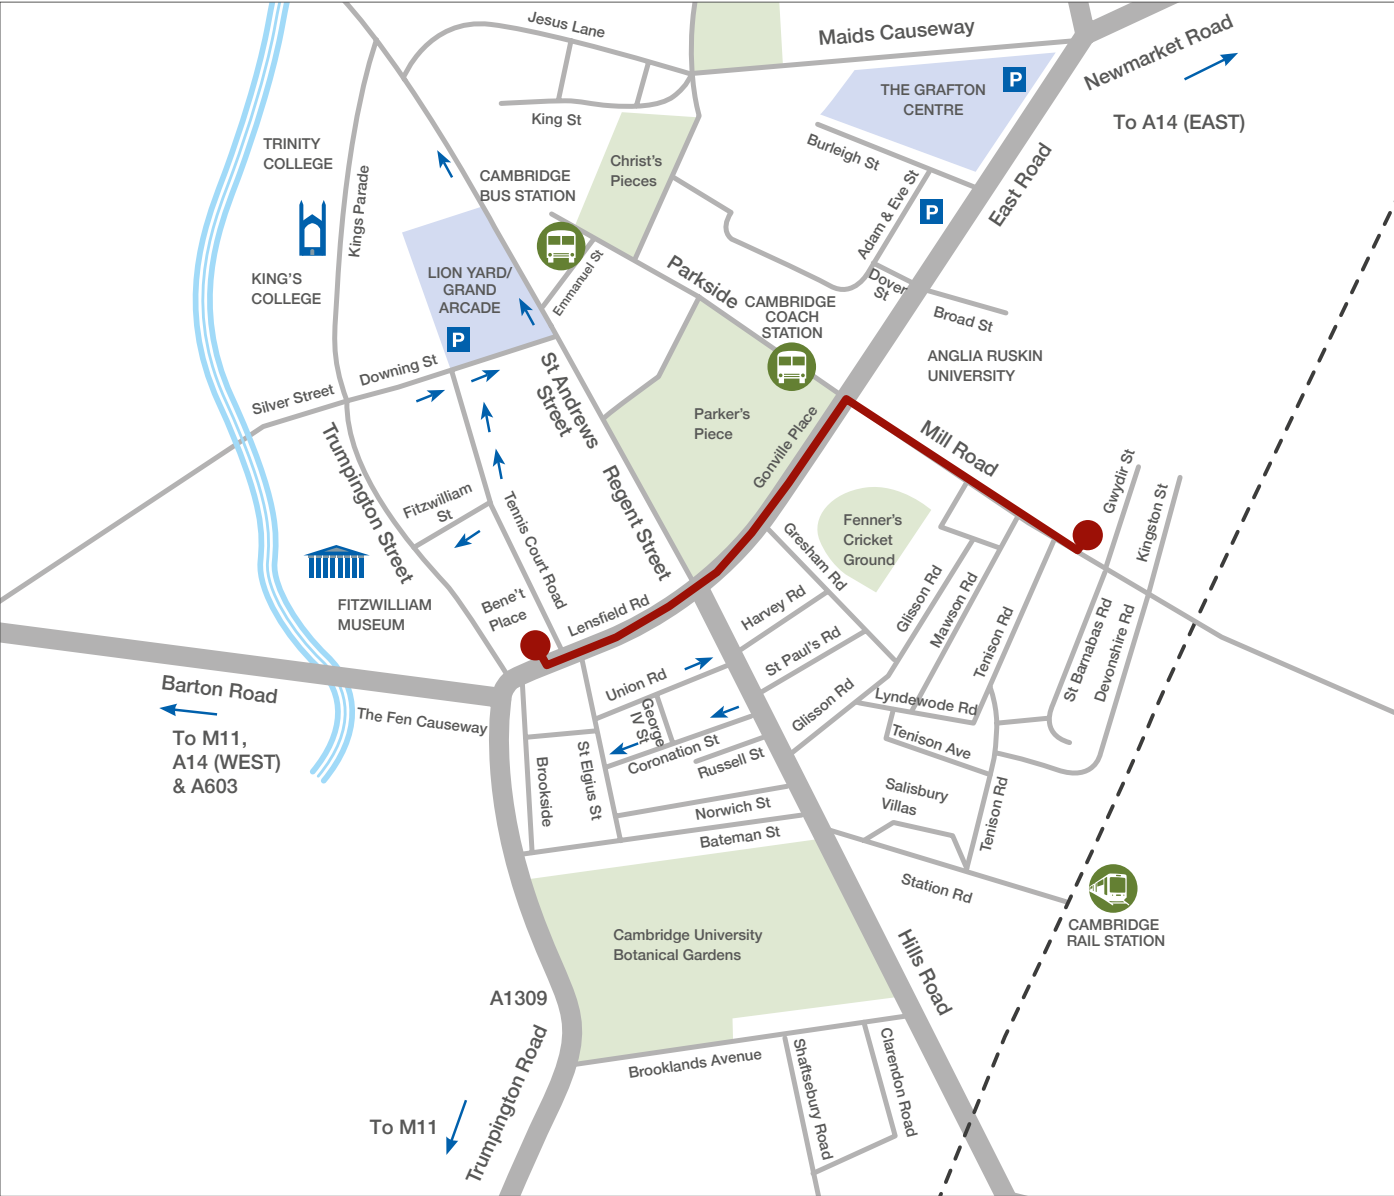 Jesus Lane
Maids Causeway
Newmarket Road
THE GRAFTON
CENTRE
P
To A14 (EAST)
King St
TRINITY
COLLEGE
Christ's
Pieces
Burleigh St
East Road
CAMBRIDGE
BUS STATION
Kings Parade
Adam & Eve St
P
KING'S
COLLEGE
LION YARD/
GRAND
ARCADE
P
Emmanuel St
Parkside
Dover
St
CAMBRIDGE
COACH
STATION
Broad St
ANGLIA RUSKIN
UNIVERSITY
Silver Street
Downing St
St Andrews
Street
Parker's
Piece
Gonville Place
Mill Road
Trumpington Street
Gwydir St
Kingston St
Fitzwilliam
St
Tennis Court Road
Regent Street
Fenner's
Cricket
Ground
Gresham Rd
FITZWILLIAM
MUSEUM
Bene't
Place
Lensfield Rd
Harvey Rd
Glisson Rd
Mawson Rd
Tenison Rd
St Barnabas Rd
Devonshire Rd
St Paul's Rd
Barton Road
Union Rd
George
IV St
Glisson Rd
Lyndewode Rd
The Fen Causeway
To M11,
A14 (WEST)
& A603
Coronation St
Russell St
Tenison Ave
Brookside
St Elgius St
Salisbury
Villas
Tenison Rd
Norwich St
Bateman St
Station Rd
Cambridge University
Botanical Gardens
CAMBRIDGE
RAIL STATION
Hills Road
A1309
Trumpington Road
Brooklands Avenue
Shaftsebury Road
Clarendon Road
To M11